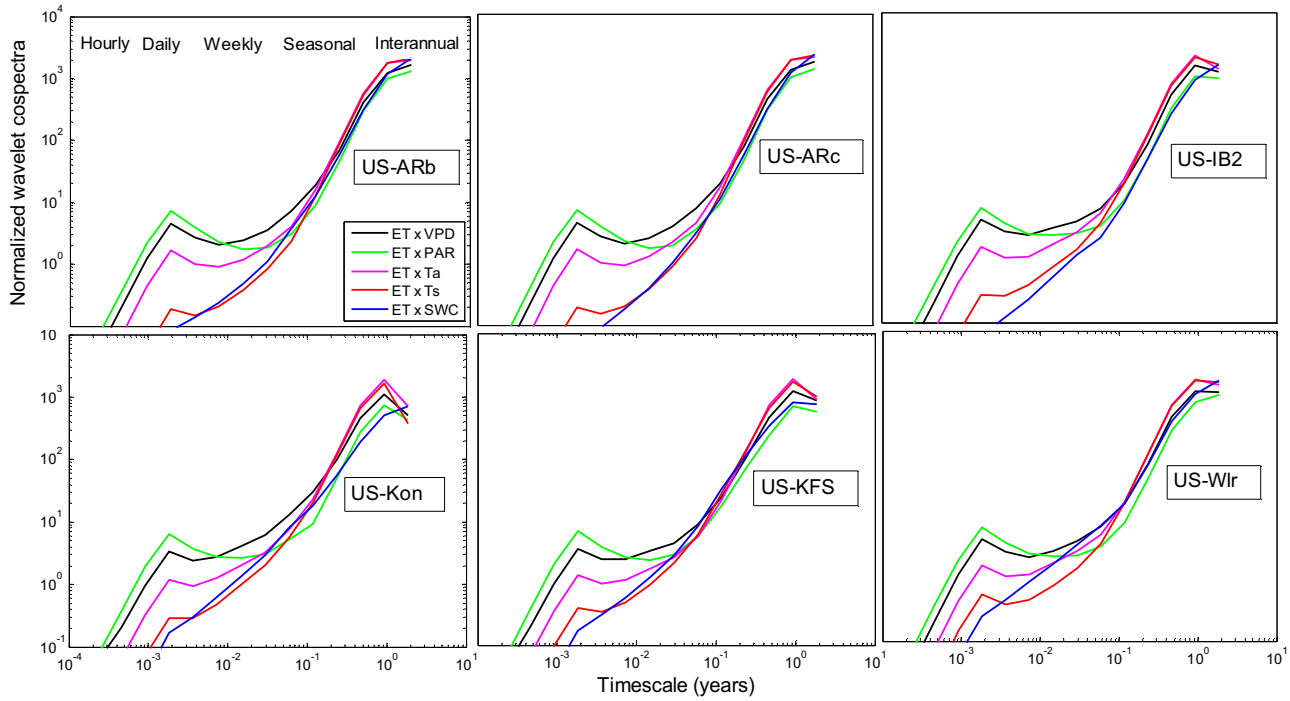 Normalized wavelet cospectra
10^4
10^3
10^2
10^1
10^0
Hourly Daily Weekly Seasonal Interannual
US-ARb
ET x VPD
ET x PAR
ET x Ta
ET x Ts
ET x SWC
US-ARc
US-IB2
10
10^3
10^2
10^1
10^0
10^-1
US-Kon
US-KFS
US-Wlr
10^-4 10^-3 10^-2 10^-1 10^0 10^1
10^-3 10^-2 10^-1 10^0 10^1
10^-3 10^-2 10^-1 10^0 10^1
Timescale (years)